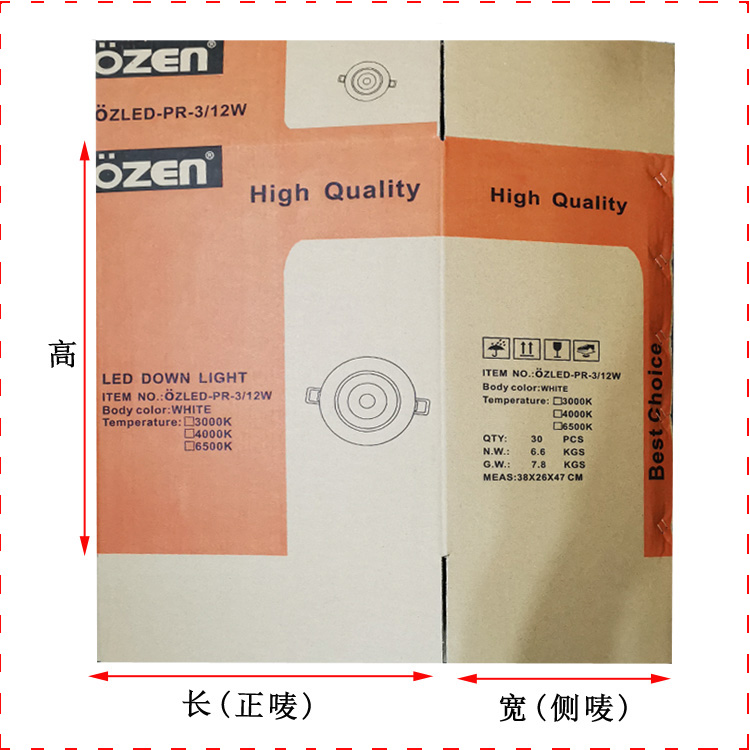 ÖZEN®
ÖZLED-PR-3/12W
ÖZEN®
High Quality
LED DOWN LIGHT
ITEM NO.:ÖZLED-PR-3/12W
Body color:WHITE
Temperature: □3000K
□4000K
□6500K
High Quality
ITEM NO.:ÖZLED-PR-3/12W
Body color:WHITE
Temperature: □3000K
□4000K
□6500K
QTY: 30 PCS
N.W.: 6.6 KGS
G.W.: 7.8 KGS
MEAS:38X26X47 CM
Best Choice
高
长(正唛)
宽(侧唛)